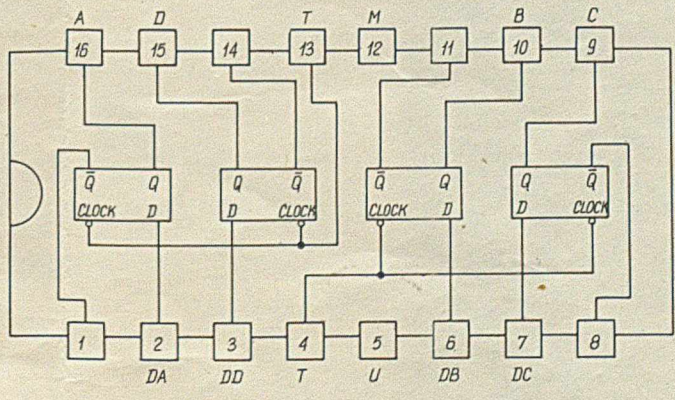 A D T M B C
16 15 14 13 12 11 10 9
Q̅ Q Q Q̅ Q̅ Q Q Q̅
CLOCK D D CLOCK CLOCK D D CLOCK
1 2 3 4 5 6 7 8
DA DD T U DB DC